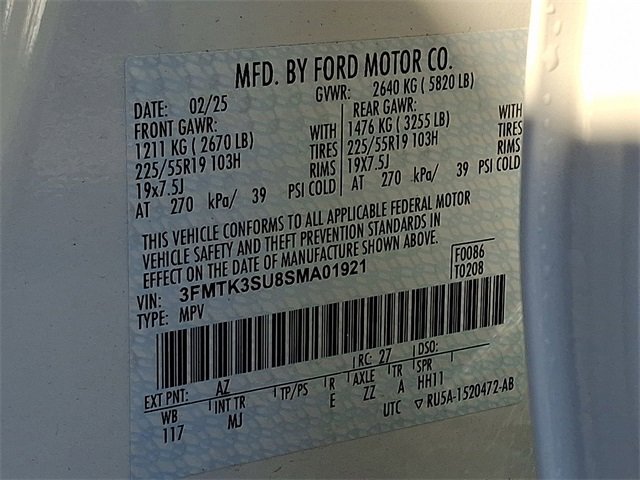 MFD. BY FORD MOTOR CO.
DATE: 02/25 GVWR: 2640 KG ( 5820 LB)
FRONT GAWR: REAR GAWR:
1211 KG ( 2670 LB) WITH 1476 KG ( 3255 LB) WITH
225/55R19 103H TIRES 225/55R19 103H TIRES
19x7.5J RIMS 19x7.5J RIMS
AT 270 kPa/ 39 PSI COLD AT 270 kPa/ 39 PSI COLD
THIS VEHICLE CONFORMS TO ALL APPLICABLE FEDERAL MOTOR
VEHICLE SAFETY AND THEFT PREVENTION STANDARDS IN
EFFECT ON THE DATE OF MANUFACTURE SHOWN ABOVE.
F0086
T0208
VIN: 3FMTK3SU8SMA01921
TYPE: MPV
RC: 27 DSO:
EXT PNT: AZ
WB INT TR TP/PS R AXLE TR SPR
117 MJ E ZZ A HH11
UTC ▽ RU5A-1520472-AB